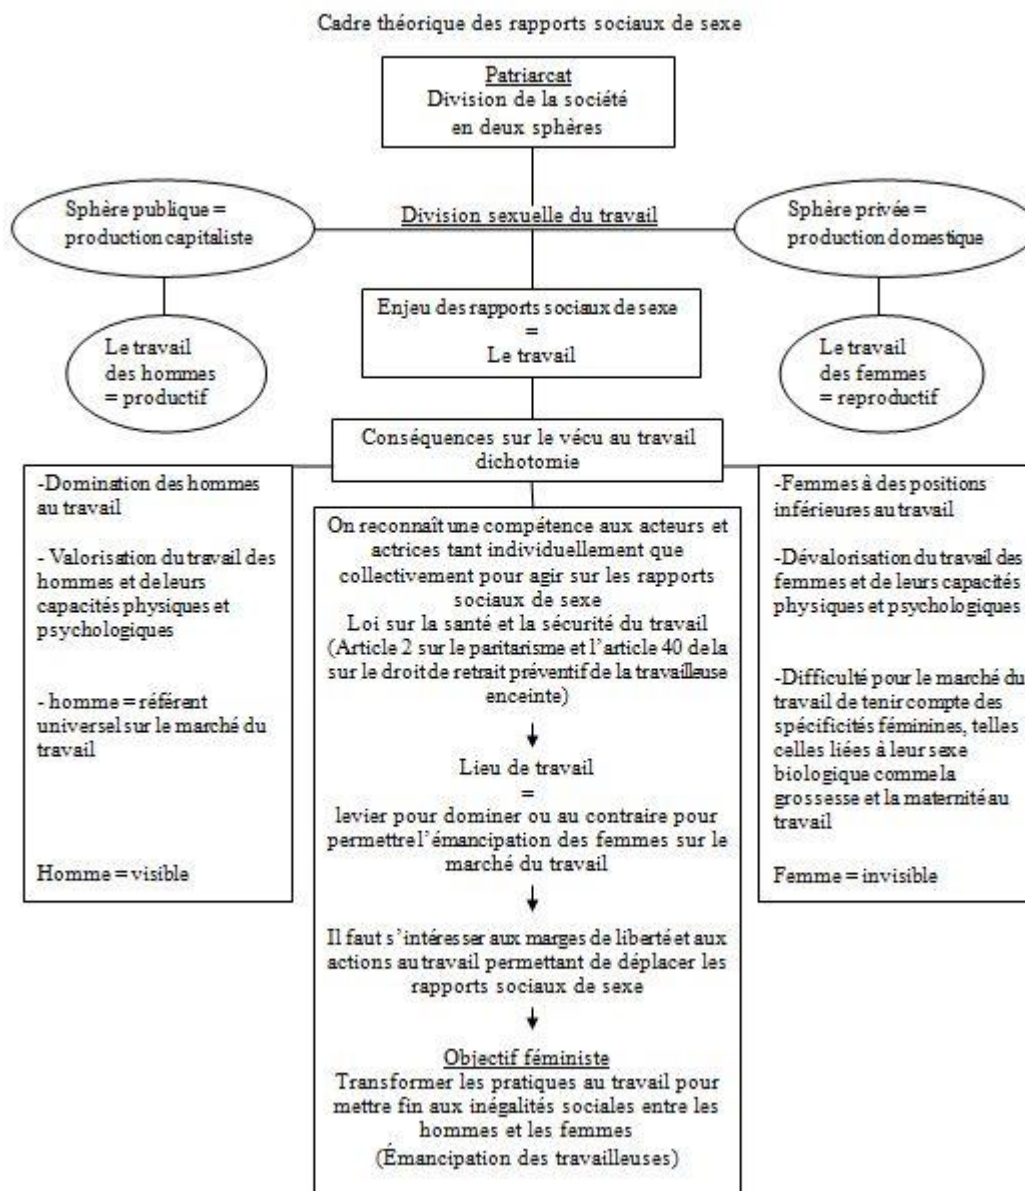 Cadre théorique des rapports sociaux de sexe
Patriarcat
Division de la société
en deux sphères
Sphère publique =
production capitaliste
Division sexuelle du travail
Sphère privée =
production domestique
Le travail
des hommes
= productif
Enjeu des rapports sociaux de sexe
=
Le travail
Le travail
des femmes
= reproductif
Conséquences sur le vécu au travail
dichotomie
-Domination des hommes
au travail
- Valorisation du travail des
hommes et de leurs
capacités physiques et
psychologiques
- homme = référent
universel sur le marché du
travail
Homme = visible
On reconnaît une compétence aux acteurs et
actrices tant individuellement que
collectivement pour agir sur les rapports
sociaux de sexe
Loi sur la santé et la sécurité du travail
(Article 2 sur le paritarisme et l'article 40 de la
sur le droit de retrait préventif de la travailleuse
enceinte)
Lieu de travail
=
levier pour dominer ou au contraire pour
permettre l'émancipation des femmes sur le
marché du travail
Il faut s'intéresser aux marges de liberté et aux
actions au travail permettant de déplacer les
rapports sociaux de sexe
Objectif féministe
Transformer les pratiques au travail pour
mettre fin aux inégalités sociales entre les
hommes et les femmes
(Émancipation des travailleuses)
-Femmes à des positions
inférieures au travail
-Dévalorisation du travail des
femmes et de leurs capacités
physiques et psychologiques
-Difficulté pour le marché du
travail de tenir compte des
spécificités féminines, telles
celles liées à leur sexe
biologique comme la
grossesse et la maternité au
travail
Femme = invisible